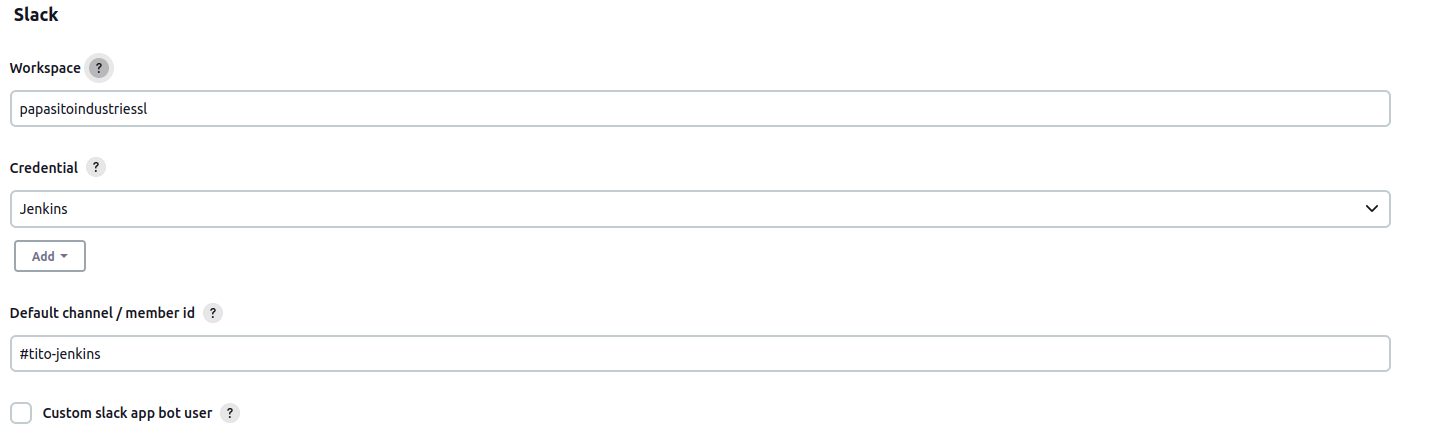 Slack
Workspace ?
papasitoindustriessl
Credential ?
Jenkins
Add
Default channel / member id ?
#tito-jenkins
Custom slack app bot user ?